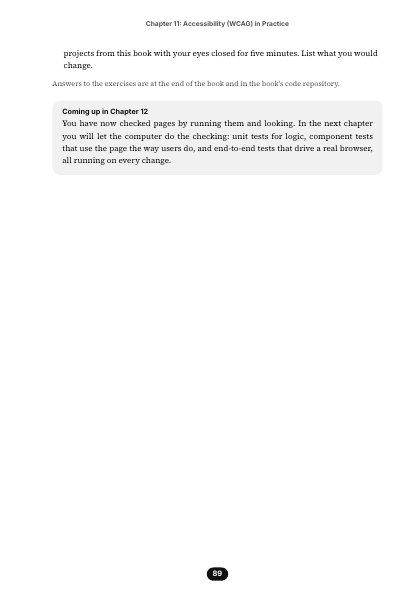 Chapter 11: Accessibility (WCAG) in Practice
projects from this book with your eyes closed for five minutes. List what you would
change.
Answers to the exercises are at the end of the book and in the book's code repository.
Coming up in Chapter 12
You have now checked pages by running them and looking. In the next chapter
you will let the computer do the checking: unit tests for logic, component tests
that use the page the way users do, and end-to-end tests that drive a real browser,
all running on every change.
89